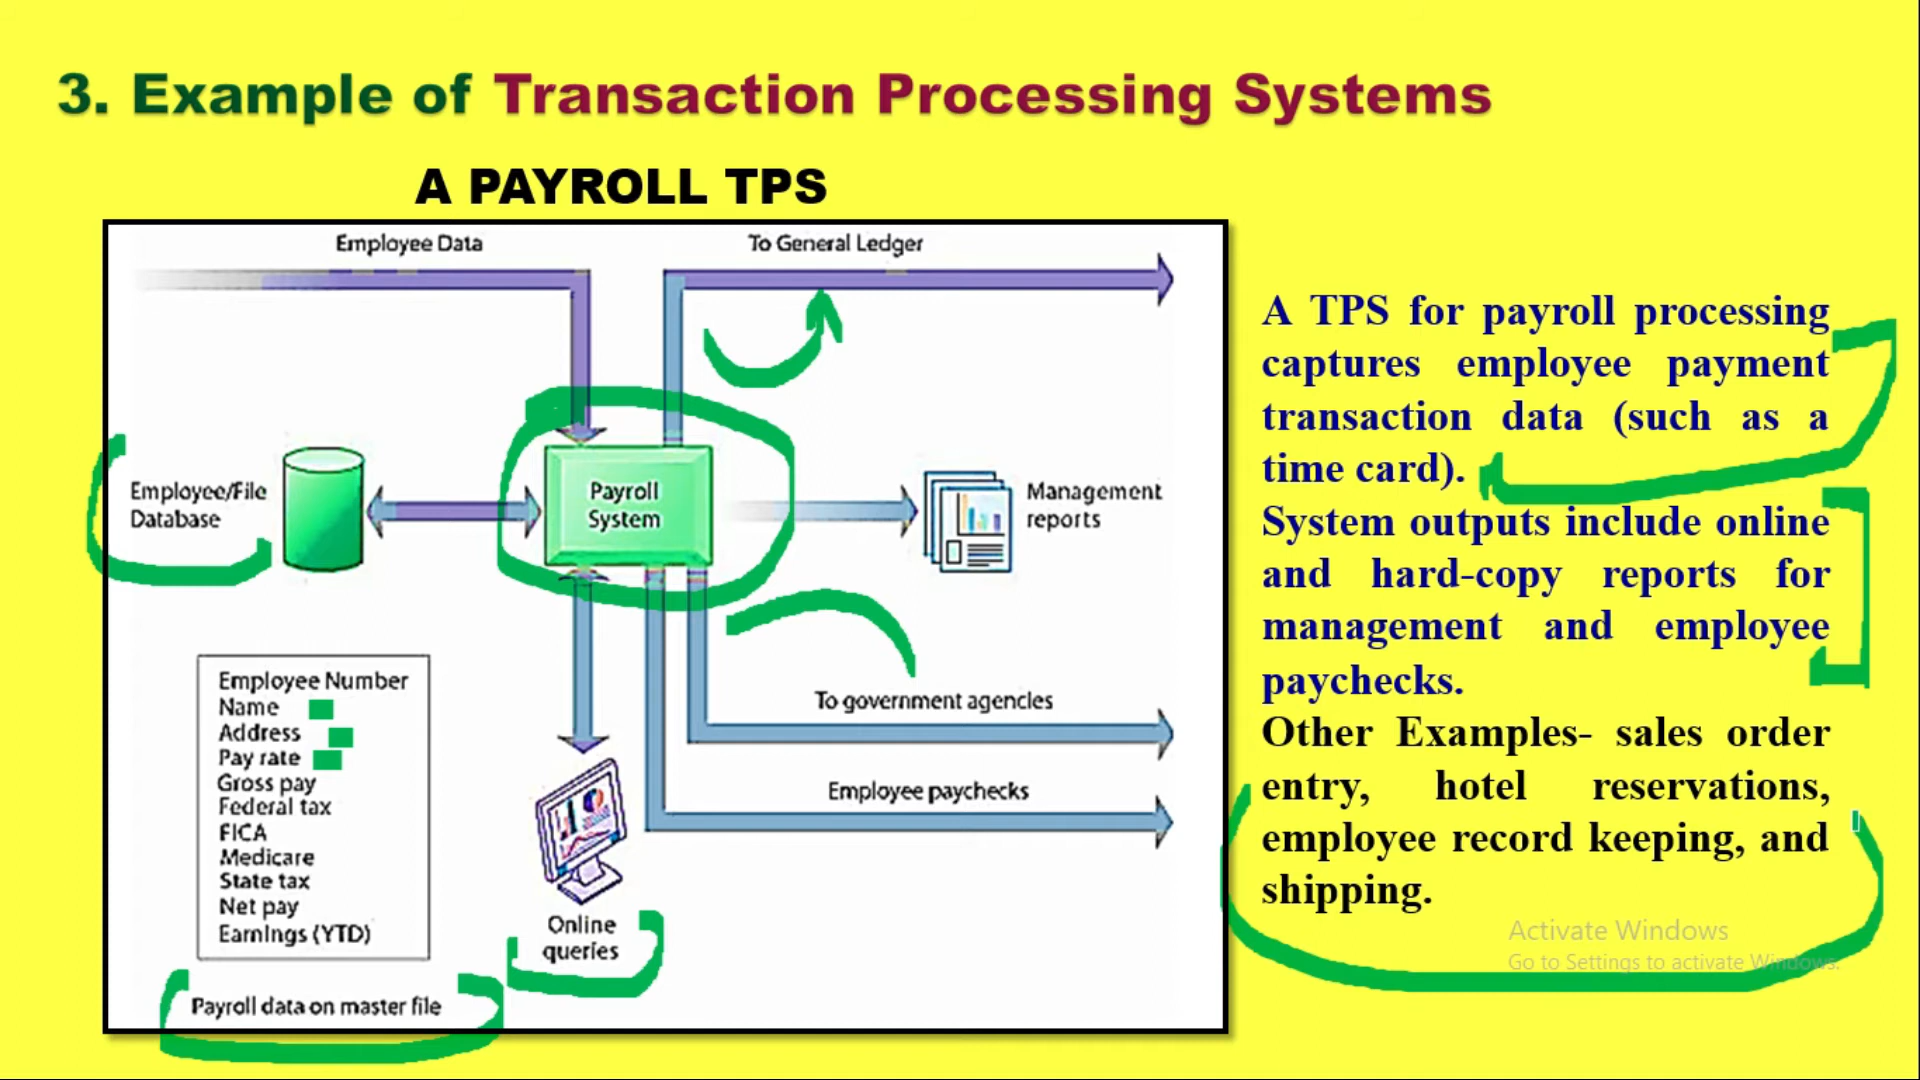 3. Example of Transaction Processing Systems
A PAYROLL TPS
Employee Data
To General Ledger
Employee/File
Database
Payroll
System
Management
reports
Employee Number
Name
Address
Pay rate
Gross pay
Federal tax
FICA
Medicare
State tax
Net pay
Earnings (YTD)
Payroll data on master file
To government agencies
Employee paychecks
Online
queries
A TPS for payroll processing
captures employee payment
transaction data (such as a
time card).
System outputs include online
and hard-copy reports for
management and employee
paychecks.
Other Examples- sales order
entry, hotel reservations,
employee record keeping, and
shipping.
Activate Windows
Go to Settings to activate Windows.